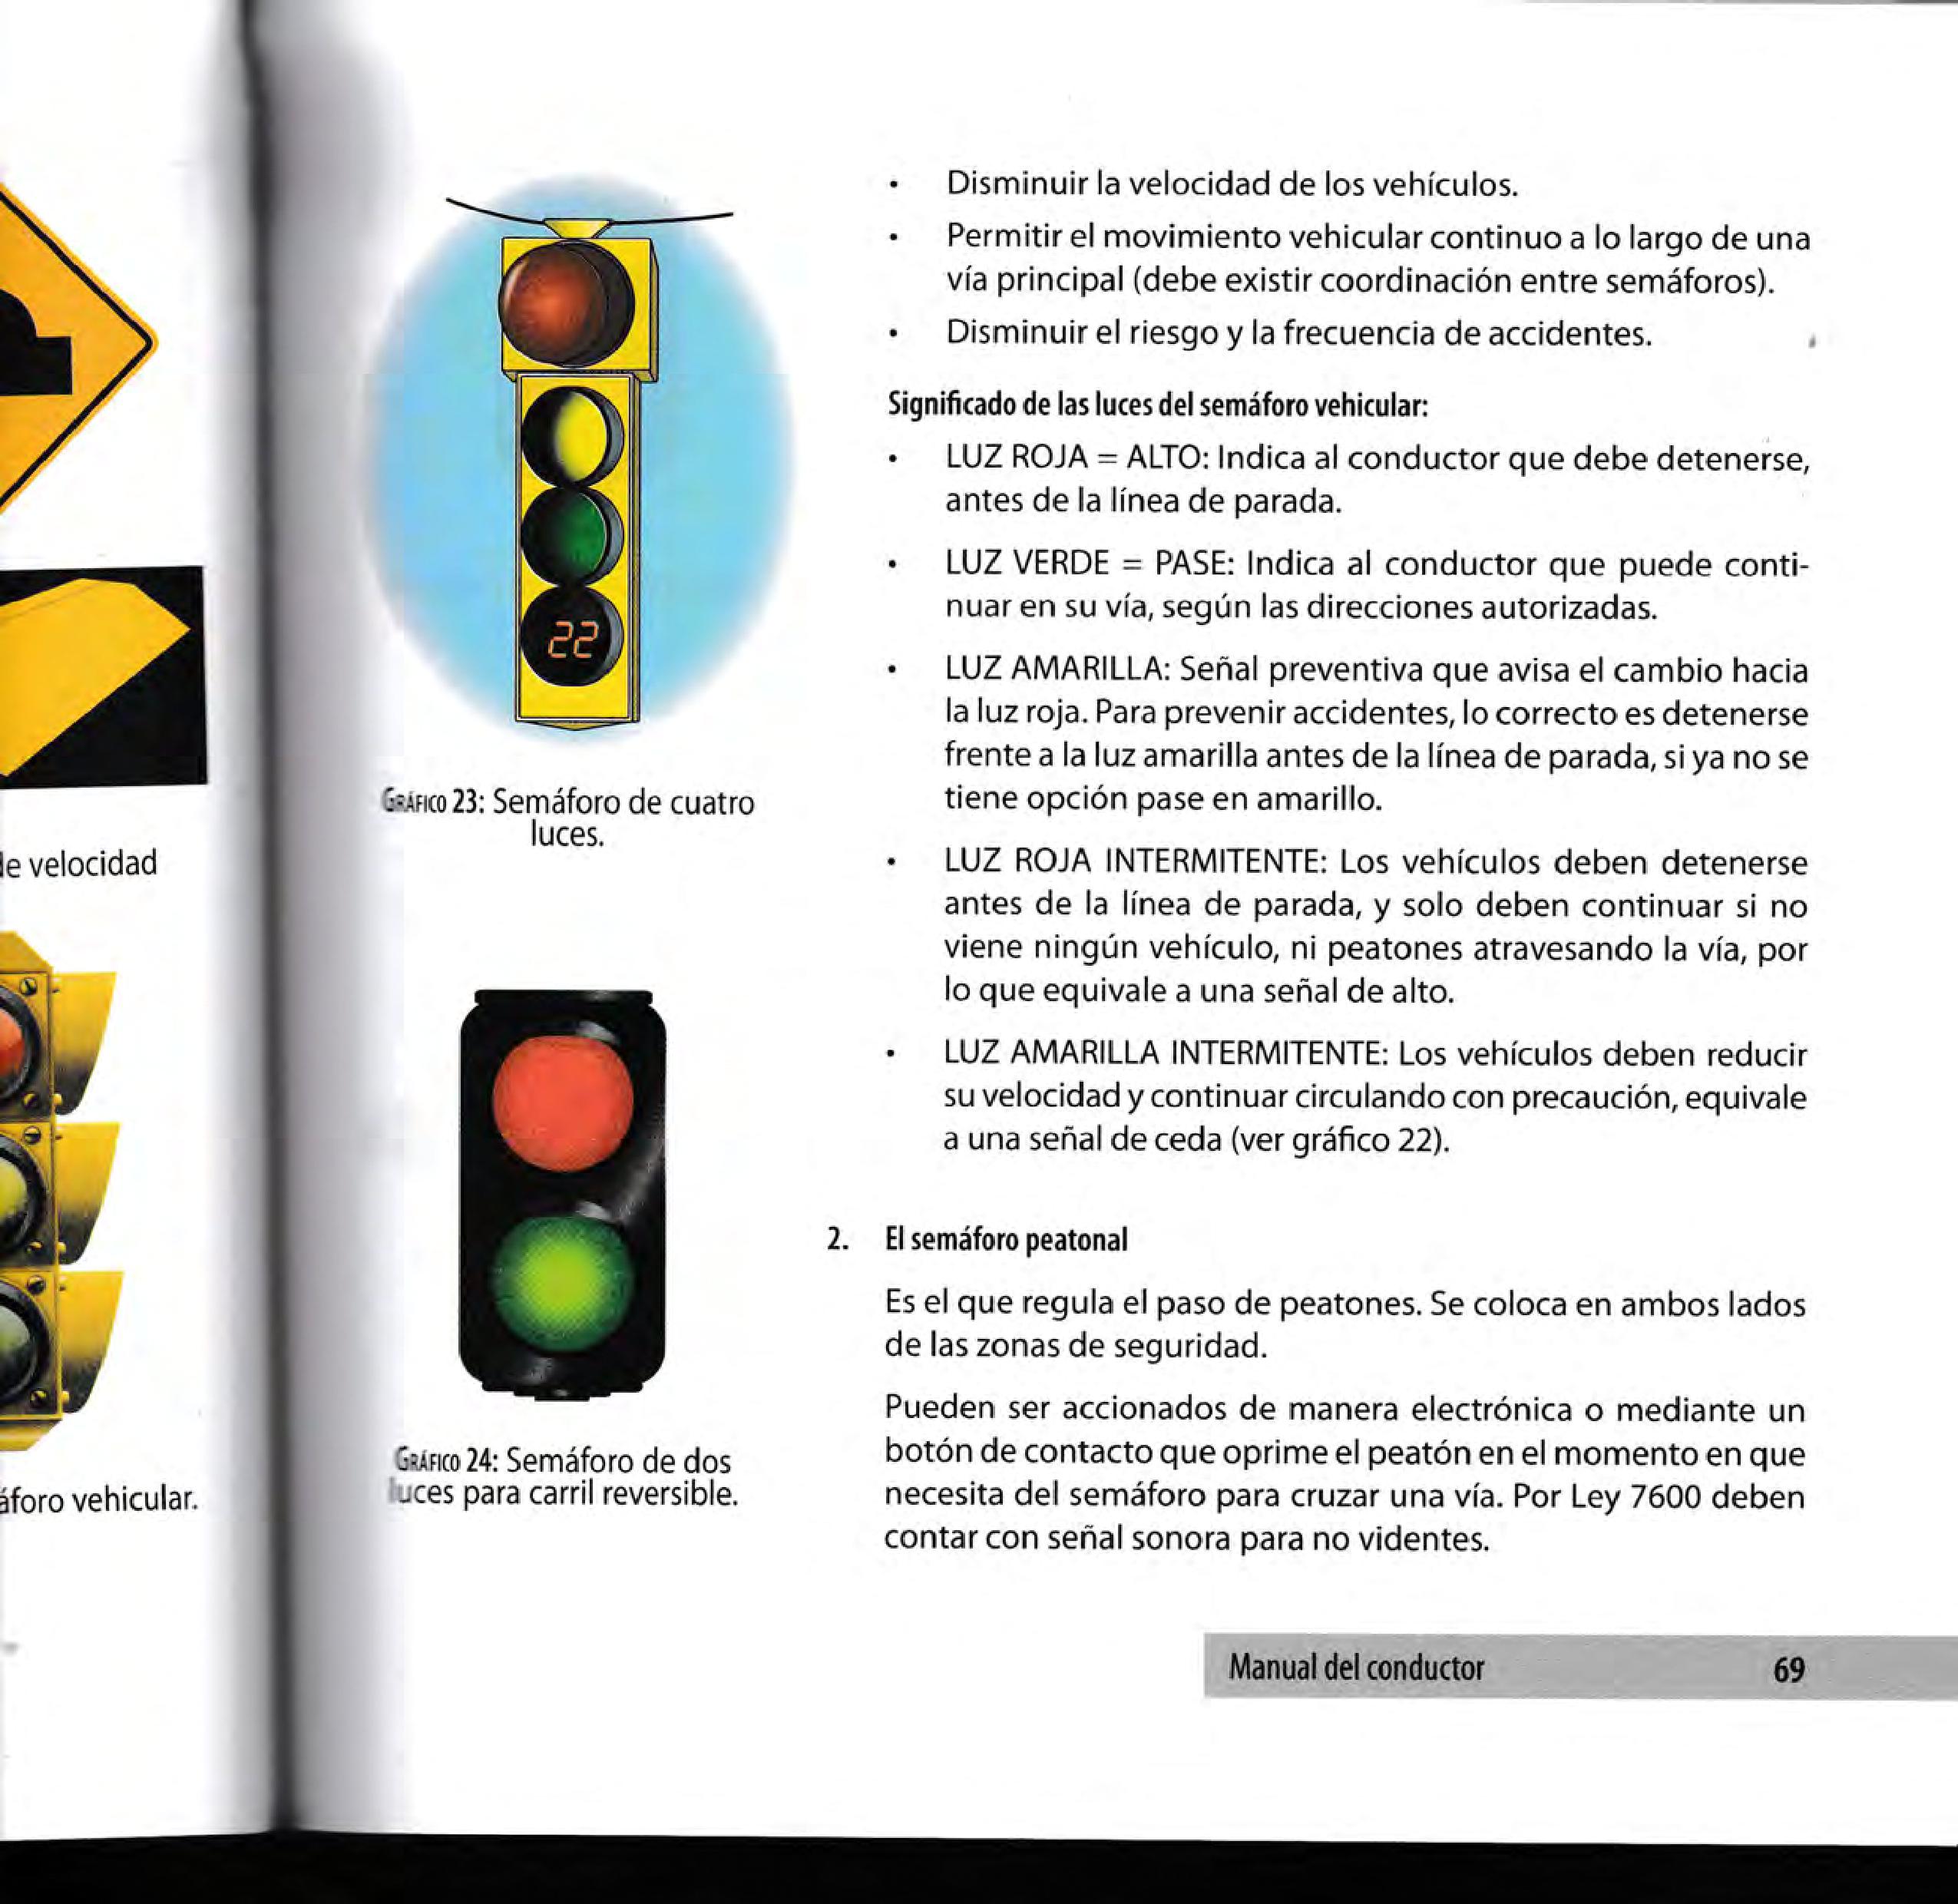 de velocidad
áforo vehicular.
22
GRÁFICO 23: Semáforo de cuatro
luces.
GRÁFICO 24: Semáforo de dos
luces para carril reversible.
• Disminuir la velocidad de los vehículos.
• Permitir el movimiento vehicular continuo a lo largo de una
vía principal (debe existir coordinación entre semáforos).
• Disminuir el riesgo y la frecuencia de accidentes.
Significado de las luces del semáforo vehicular:
• LUZ ROJA = ALTO: Indica al conductor que debe detenerse,
antes de la línea de parada.
• LUZ VERDE = PASE: Indica al conductor que puede conti-
nuar en su vía, según las direcciones autorizadas.
• LUZ AMARILLA: Señal preventiva que avisa el cambio hacia
la luz roja. Para prevenir accidentes, lo correcto es detenerse
frente a la luz amarilla antes de la línea de parada, si ya no se
tiene opción pase en amarillo.
• LUZ ROJA INTERMITENTE: Los vehículos deben detenerse
antes de la línea de parada, y solo deben continuar si no
viene ningún vehículo, ni peatones atravesando la vía, por
lo que equivale a una señal de alto.
• LUZ AMARILLA INTERMITENTE: Los vehículos deben reducir
su velocidad y continuar circulando con precaución, equivale
a una señal de ceda (ver gráfico 22).
2. El semáforo peatonal
Es el que regula el paso de peatones. Se coloca en ambos lados
de las zonas de seguridad.
Pueden ser accionados de manera electrónica o mediante un
botón de contacto que oprime el peatón en el momento en que
necesita del semáforo para cruzar una vía. Por Ley 7600 deben
contar con señal sonora para no videntes.
Manual del conductor 69